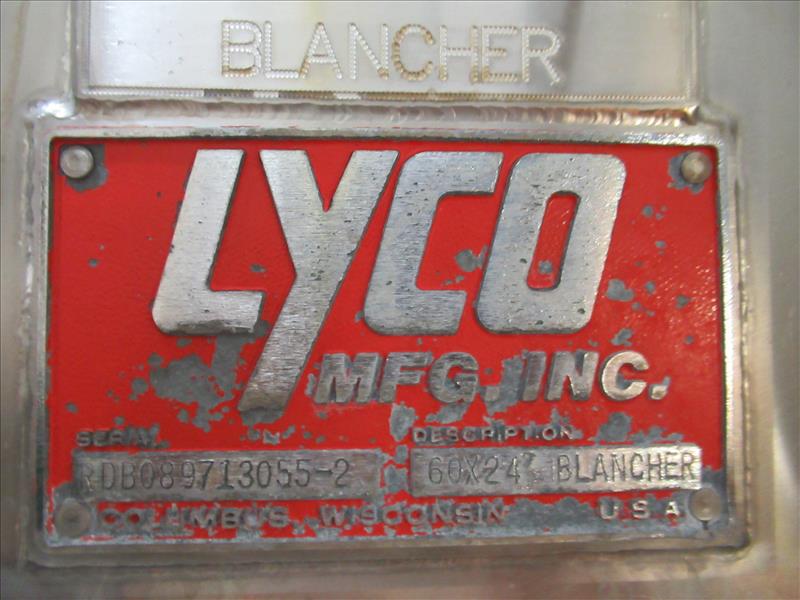 BLANCHER
LYCO
MFG. INC.
SERIAL N DESCRIPTION
RDB089713055-2 60X24' BLANCHER
COLUMBUS, WISCONSIN U S A